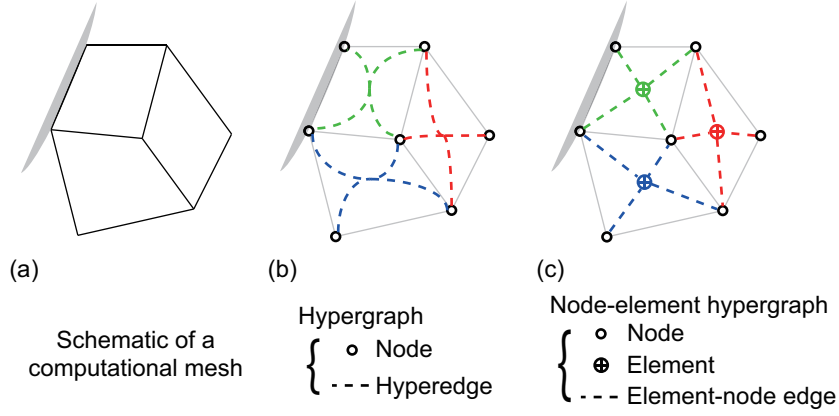 (a)
(b)
(c)
Schematic of a
computational mesh
Hypergraph
Node
Hyperedge
Node-element hypergraph
Node
Element
Element-node edge